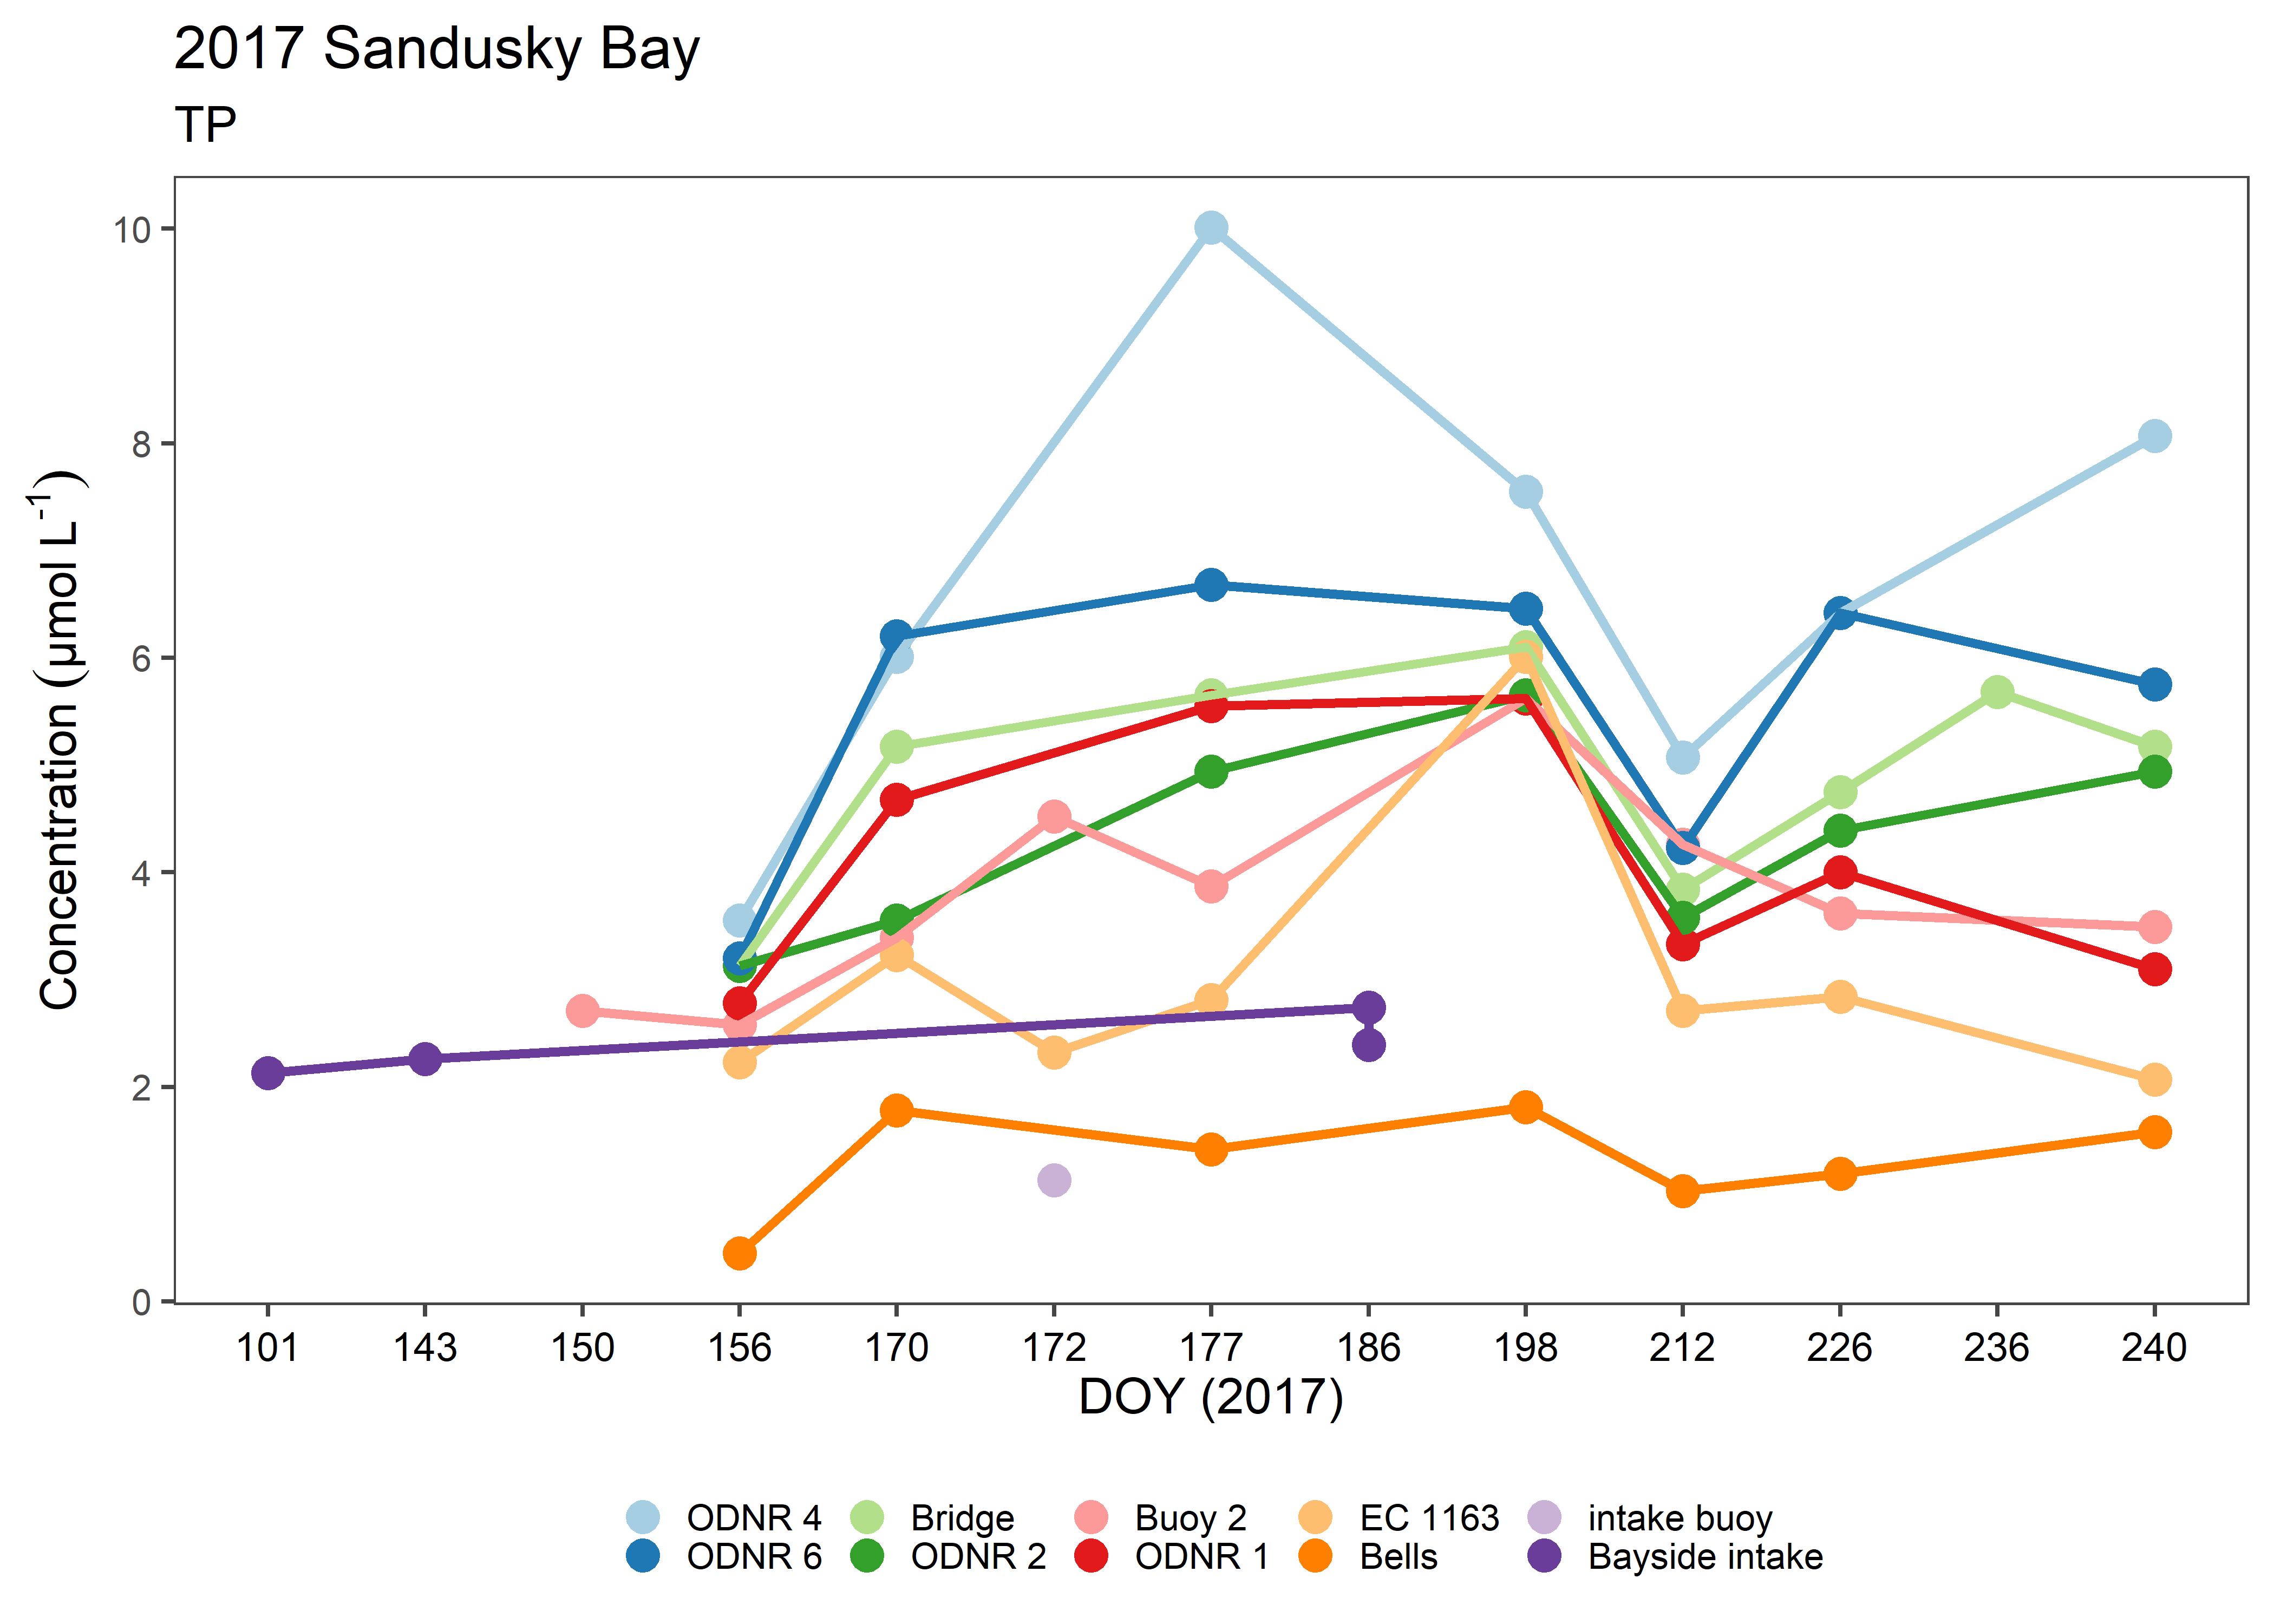 2017 Sandusky Bay
TP
Concentration (µmol L⁻¹)
10
8
6
4
2
0
101 143 150 156 170 172 177 186 198 212 226 236 240
DOY (2017)
ODNR 4 Bridge Buoy 2 EC 1163 intake buoy
ODNR 6 ODNR 2 ODNR 1 Bells Bayside intake